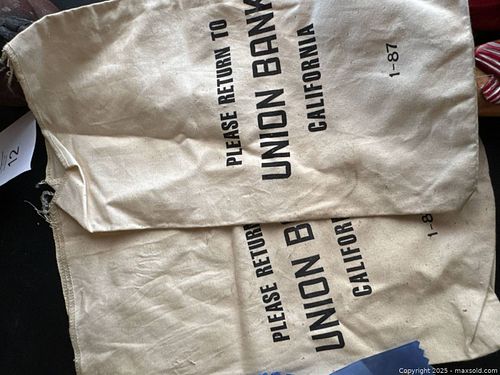 PLEASE RETURN TO
UNION BANK
CALIFORNIA
1-87
PLEASE RETURN
UNION B
CALIFOR
1-8
12
Copyright 2025 - maxsold.com